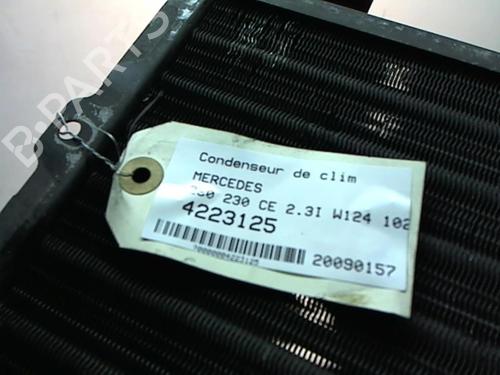 B-PARTS
Condenseur de clim
MERCEDES
230 CE 2.3I W124 102
4223125
20090157